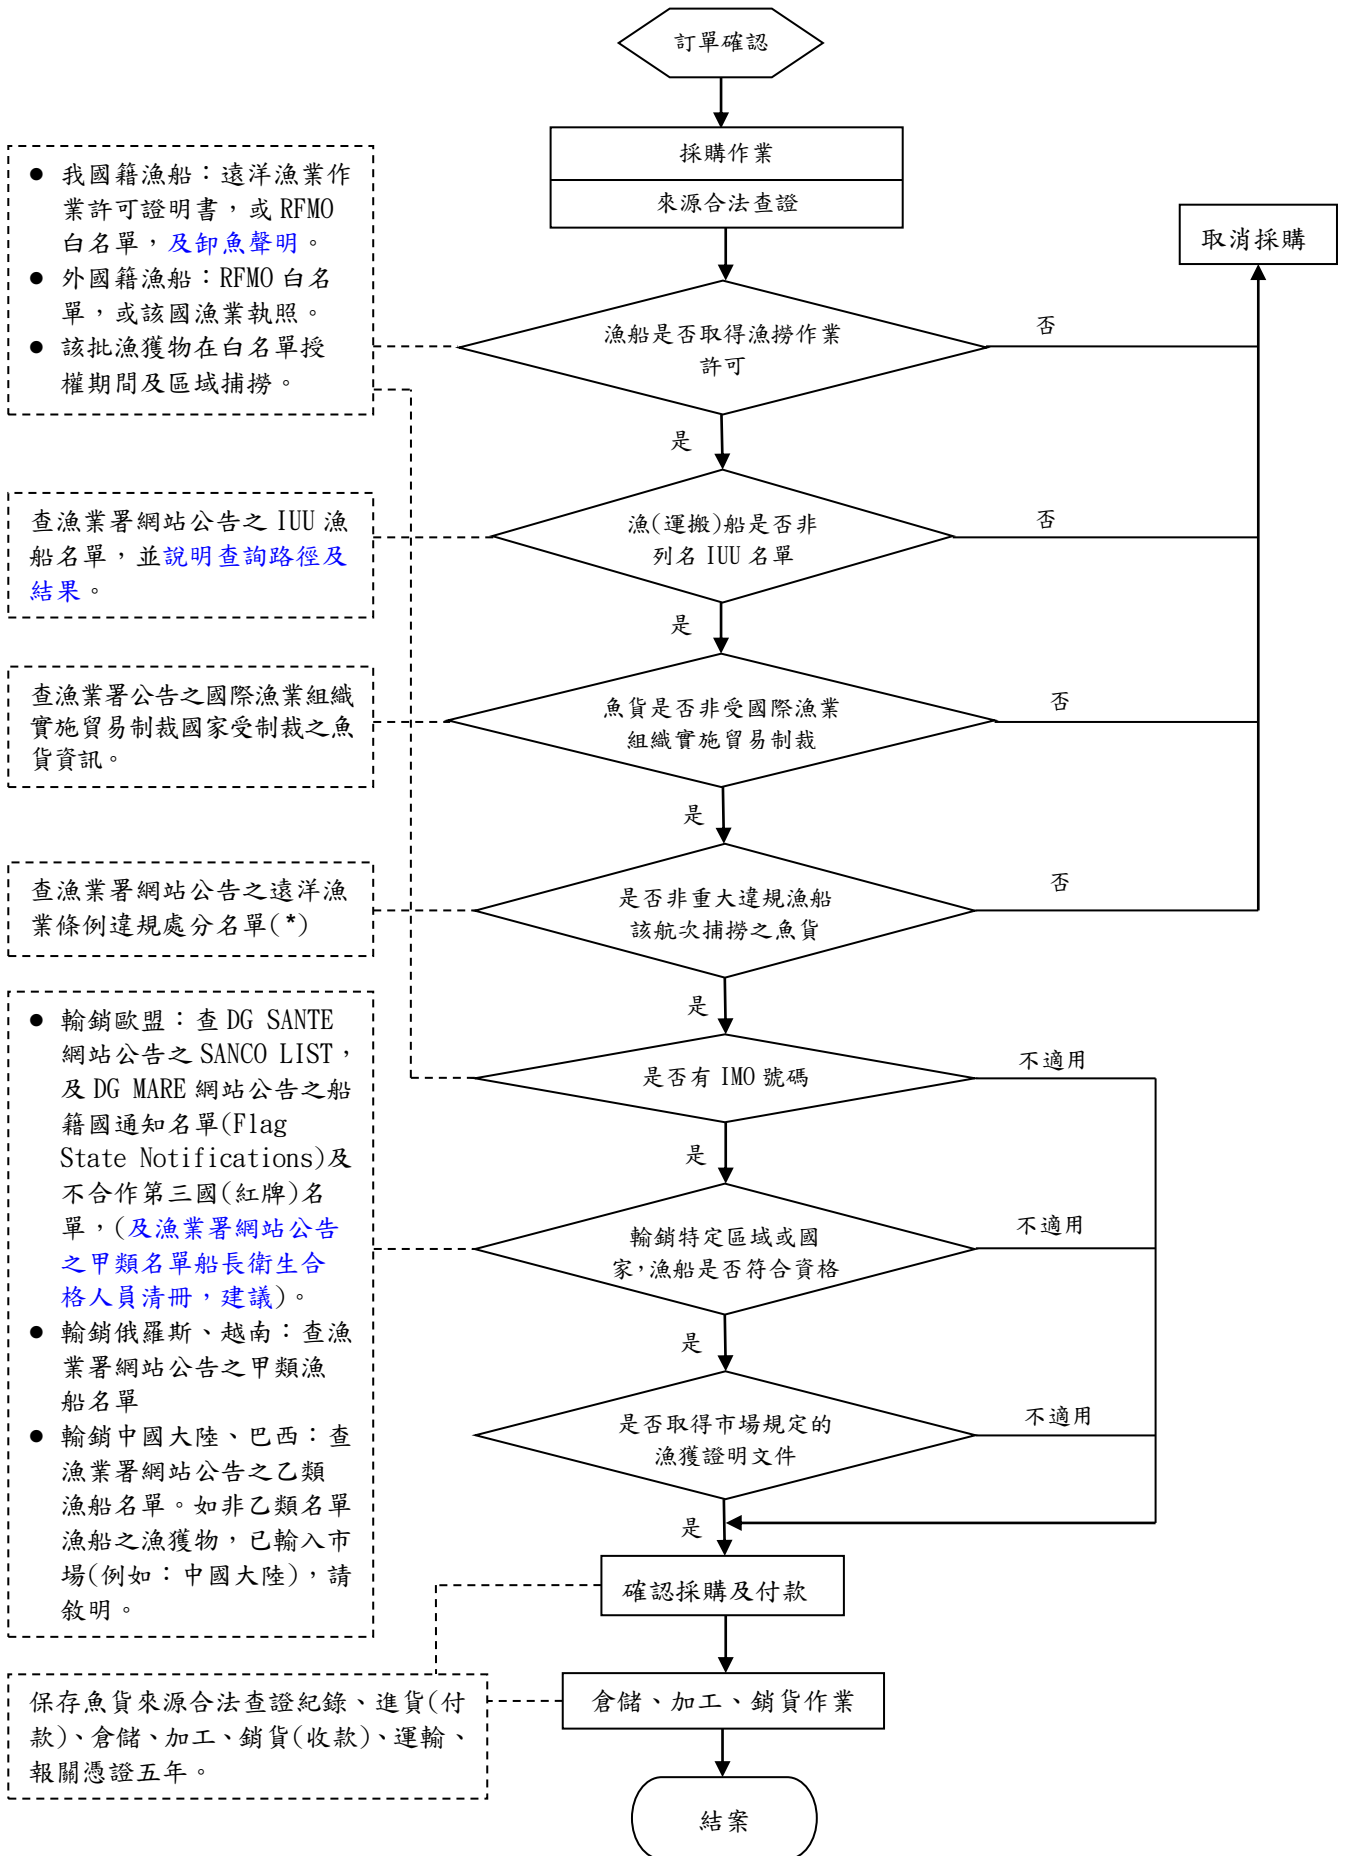 訂單確認
採購作業
來源合法查證
取消採購
● 我國籍漁船：遠洋漁業作
業許可證明書，或 RFMO
白名單，及卸魚聲明。
● 外國籍漁船：RFMO 白名
單，或該國漁業執照。
● 該批漁獲物在白名單授
權期間及區域捕撈。
漁船是否取得漁撈作業
許可
否
是
查漁業署網站公告之 IUU 漁
船名單，並說明查詢路徑及
結果。
漁(運搬)船是否非
列名 IUU 名單
否
是
查漁業署公告之國際漁業組織
實施貿易制裁國家受制裁之魚
貨資訊。
魚貨是否非受國際漁業
組織實施貿易制裁
否
是
查漁業署網站公告之遠洋漁
業條例違規處分名單(*)
是否非重大違規漁船
該航次捕撈之魚貨
否
是
是否有 IMO 號碼
不適用
是
● 輸銷歐盟：查 DG SANTE
網站公告之 SANCO LIST，
及 DG MARE 網站公告之船
籍國通知名單(Flag
State Notifications)及
不合作第三國(紅牌)名
單，(及漁業署網站公告
之甲類名單船長衛生合
格人員清冊，建議)。
● 輸銷俄羅斯、越南：查漁
業署網站公告之甲類漁
船名單
● 輸銷中國大陸、巴西：查
漁業署網站公告之乙類
漁船名單。如非乙類名單
漁船之漁獲物，已輸入市
場(例如：中國大陸)，請
敘明。
輸銷特定區域或國
家，漁船是否符合資格
不適用
是
是否取得市場規定的
漁獲證明文件
不適用
是
確認採購及付款
保存魚貨來源合法查證紀錄、進貨(付
款)、倉儲、加工、銷貨(收款)、運輸、
報關憑證五年。
倉儲、加工、銷貨作業
結案